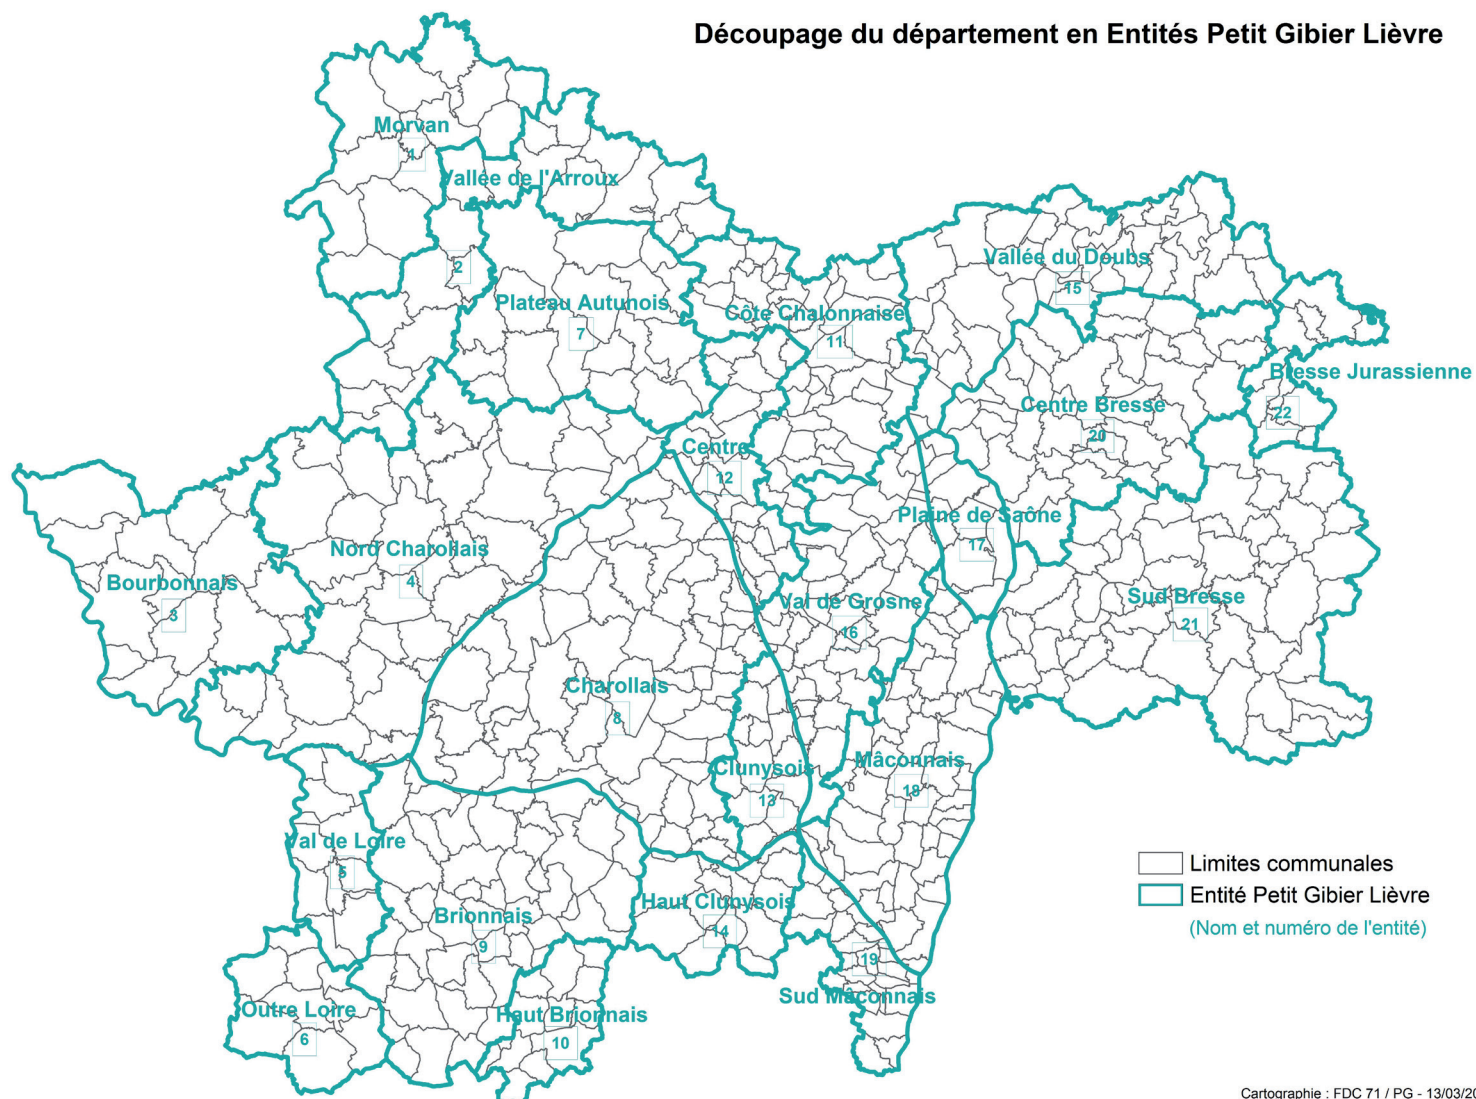 Découpage du département en Entités Petit Gibier Lièvre
Morvan
1
Vallée de l'Arroux
2
Vallée du Doubs
15
Plateau Autunois
7
Côte Chalonnaise
11
Bresse Jurassienne
22
Centre Bresse
20
Centre
12
Plaine de Saône
17
Nord Charollais
4
Bourbonnais
3
Val de Grosne
16
Sud Bresse
21
Charollais
8
Clunysois
13
Mâconnais
18
Val de Loire
5
Brionnais
9
Haut Clunysois
14
19
Sud Mâconnais
Outre Loire
6
Haut Brionnais
10
Limites communales
Entité Petit Gibier Lièvre
(Nom et numéro de l'entité)
Cartographie : FDC 71 / PG - 13/03/20